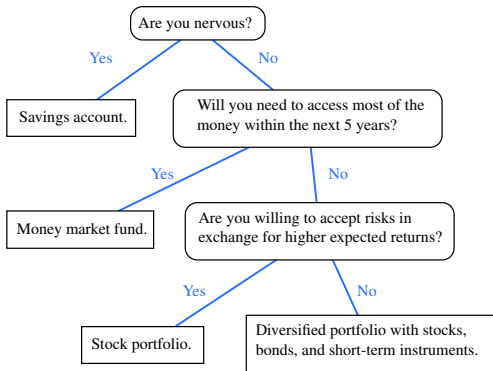 Are you nervous?
Yes
No
Savings account.
Will you need to access most of the
money within the next 5 years?
Yes
No
Money market fund.
Are you willing to accept risks in
exchange for higher expected returns?
Yes
No
Stock portfolio.
Diversified portfolio with stocks,
bonds, and short-term instruments.